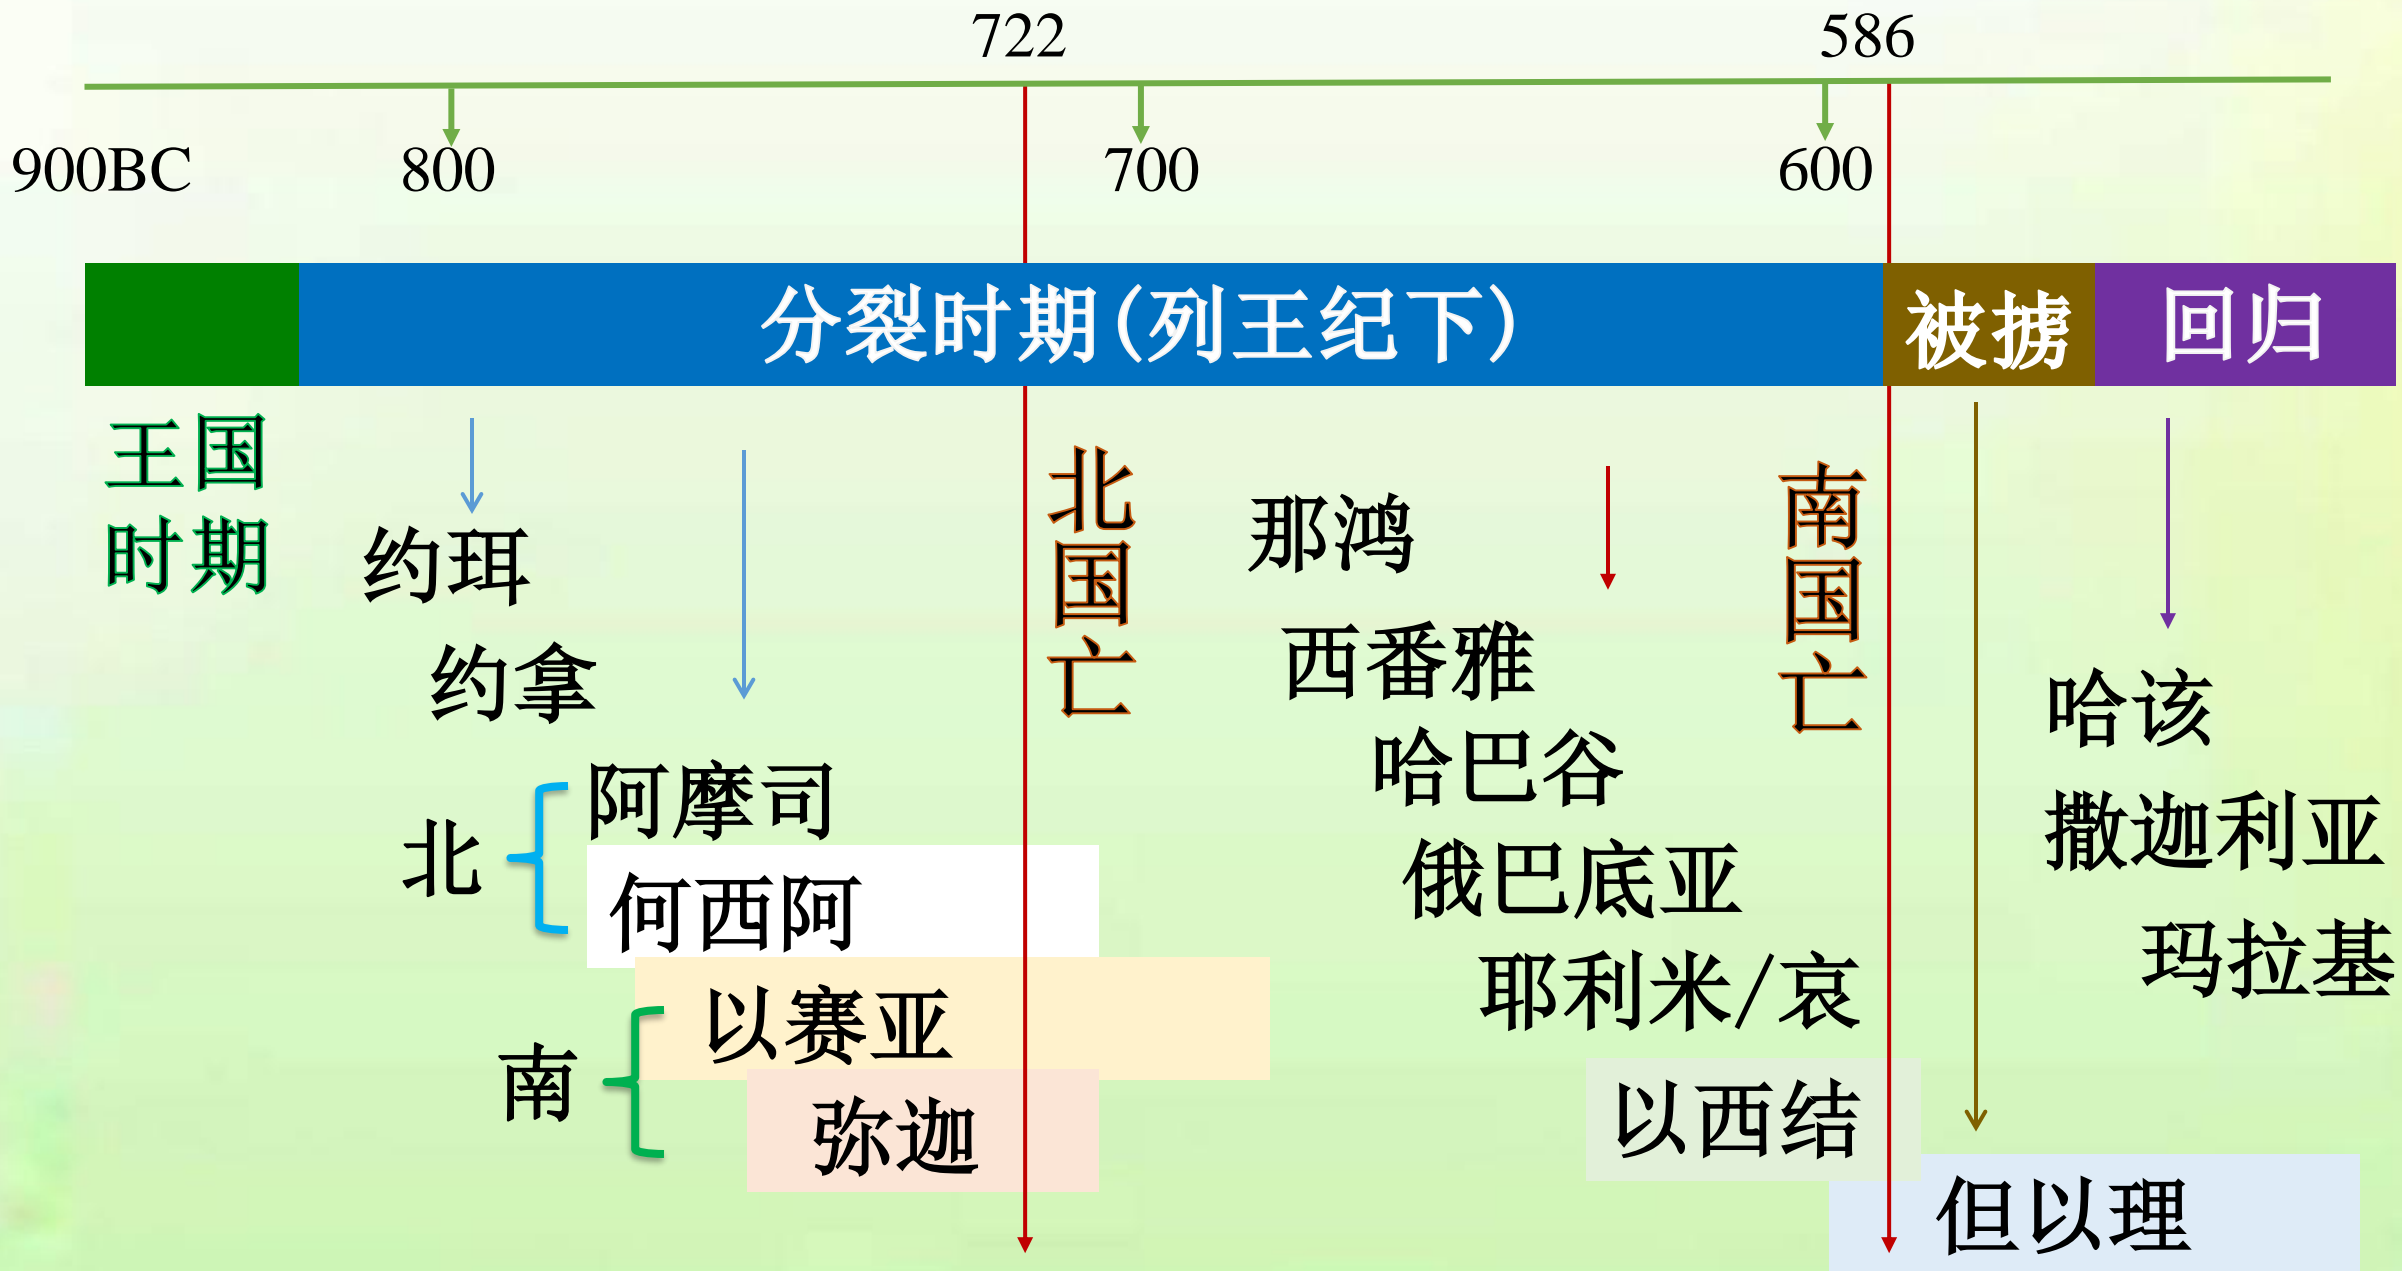 722
586
900BC
800
700
600
分裂时期(列王纪下)
被掳
回归
王国
时期
约珥
约拿
北
阿摩司
何西阿
南
以赛亚
弥迦
北
国
亡
那鸿
西番雅
哈巴谷
俄巴底亚
耶利米/哀
以西结
南
国
亡
但以理
哈该
撒迦利亚
玛拉基